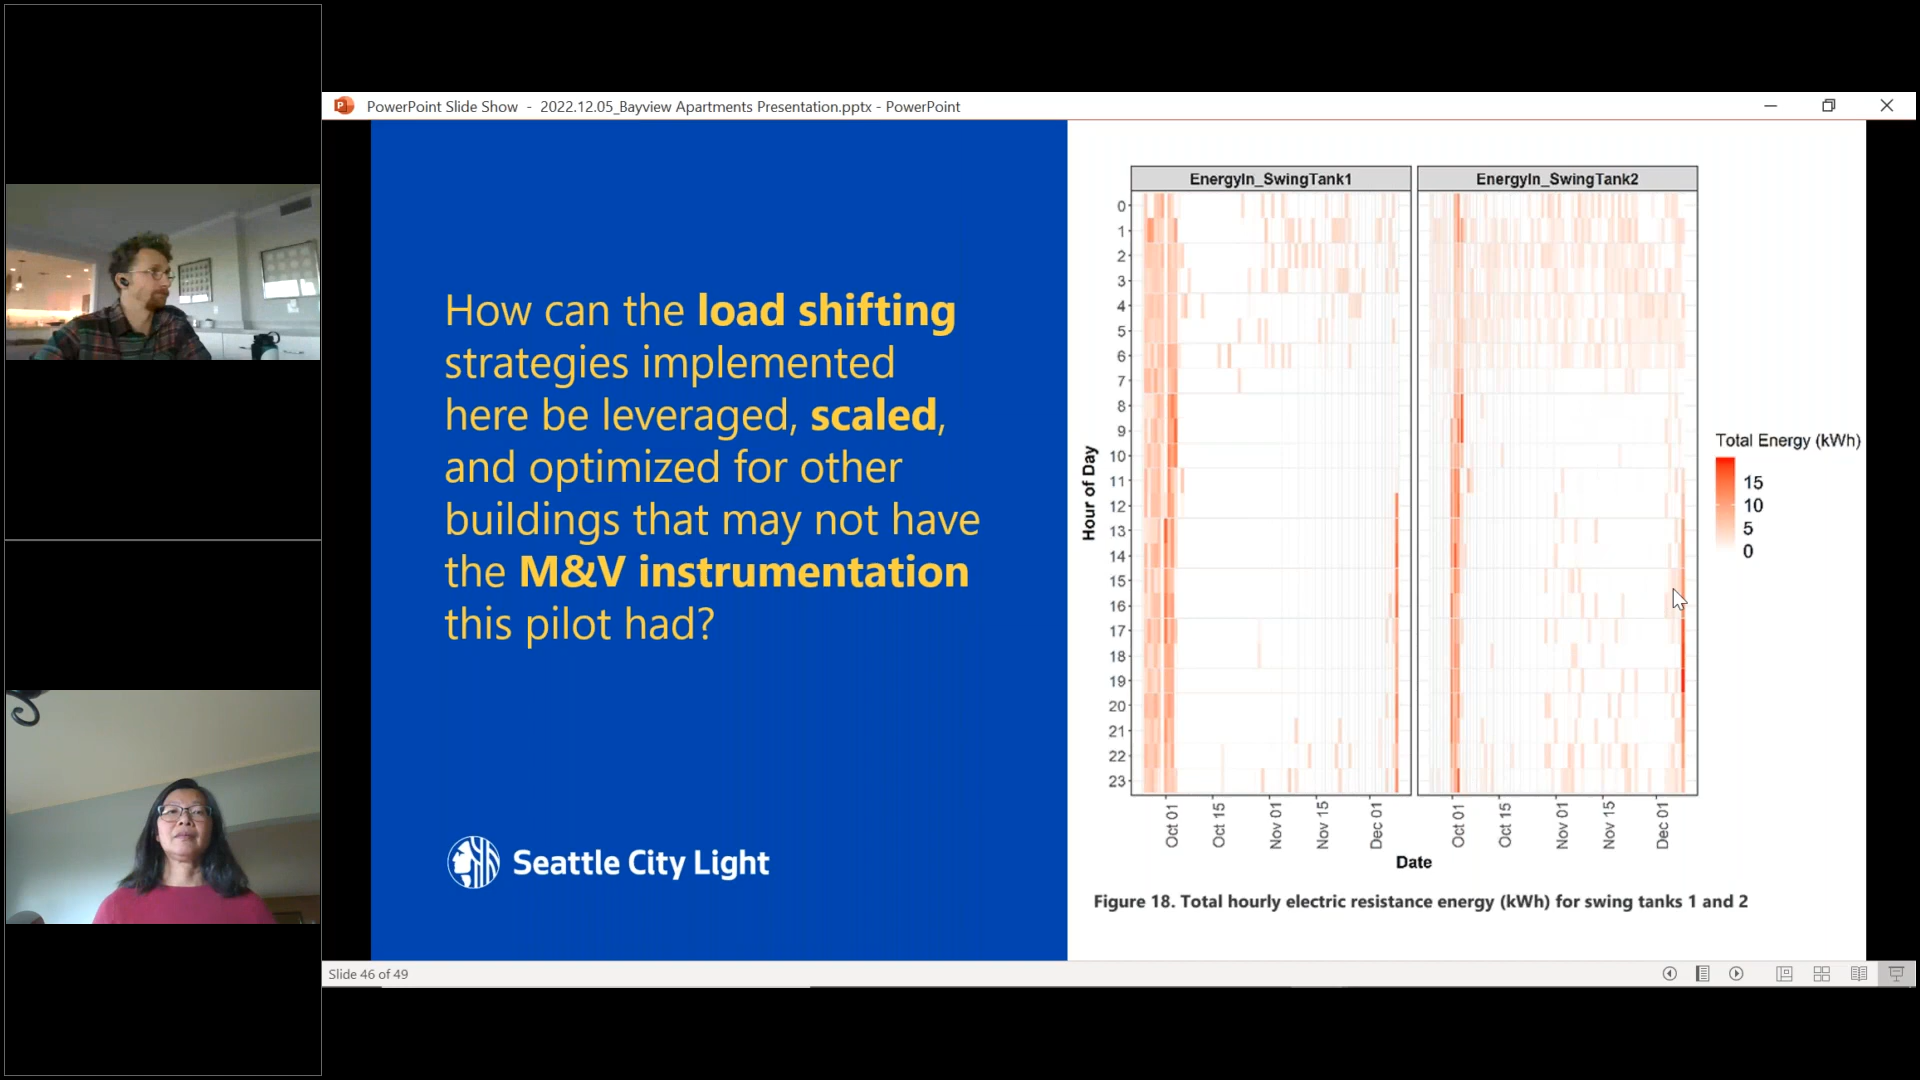 PowerPoint Slide Show - 2022.12.05_Bayview Apartments Presentation.pptx - PowerPoint
How can the load shifting
strategies implemented
here be leveraged, scaled,
and optimized for other
buildings that may not have
the M&V instrumentation
this pilot had?
Seattle City Light
EnergyIn_SwingTank1
EnergyIn_SwingTank2
Hour of Day
0
1
2
3
4
5
6
7
8
9
10
11
12
13
14
15
16
17
18
19
20
21
22
23
Oct 01
Oct 15
Nov 01
Nov 15
Dec 01
Oct 01
Oct 15
Nov 01
Nov 15
Dec 01
Date
Total Energy (kWh)
15
10
5
0
Figure 18. Total hourly electric resistance energy (kWh) for swing tanks 1 and 2
Slide 46 of 49